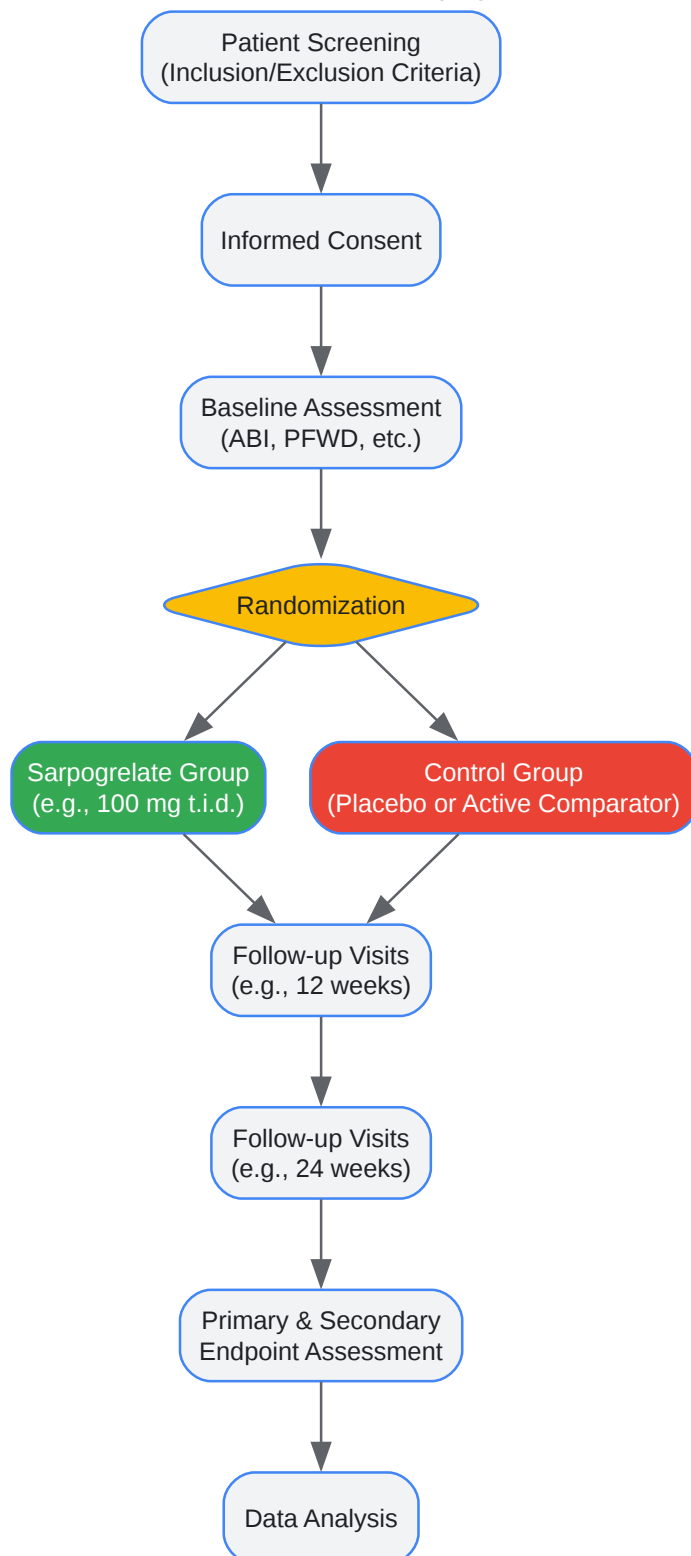 Patient Screening
(Inclusion/Exclusion Criteria)
Informed Consent
Baseline Assessment
(ABI, PFWD, etc.)
Randomization
Sarpogrelate Group
(e.g., 100 mg t.i.d.)
Control Group
(Placebo or Active Comparator)
Follow-up Visits
(e.g., 12 weeks)
Follow-up Visits
(e.g., 24 weeks)
Primary & Secondary
Endpoint Assessment
Data Analysis